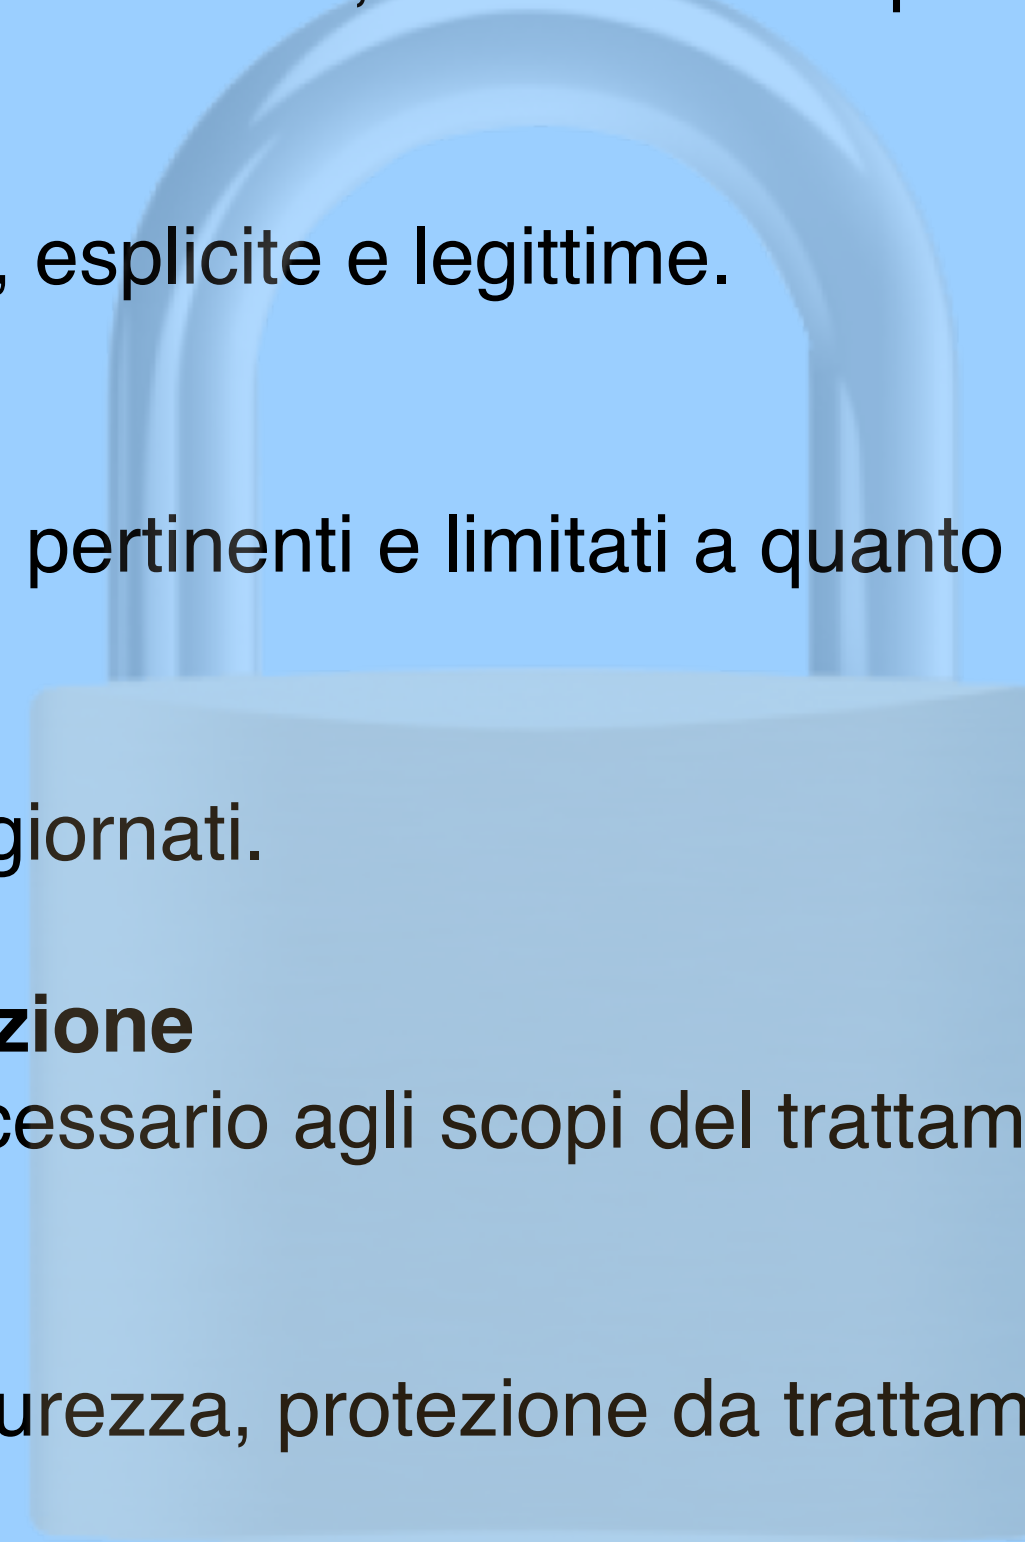 , esplicite e legittime.
pertinenti e limitati a quanto
giornati.
zione
cessario agli scopi del trattam
urezza, protezione da trattam